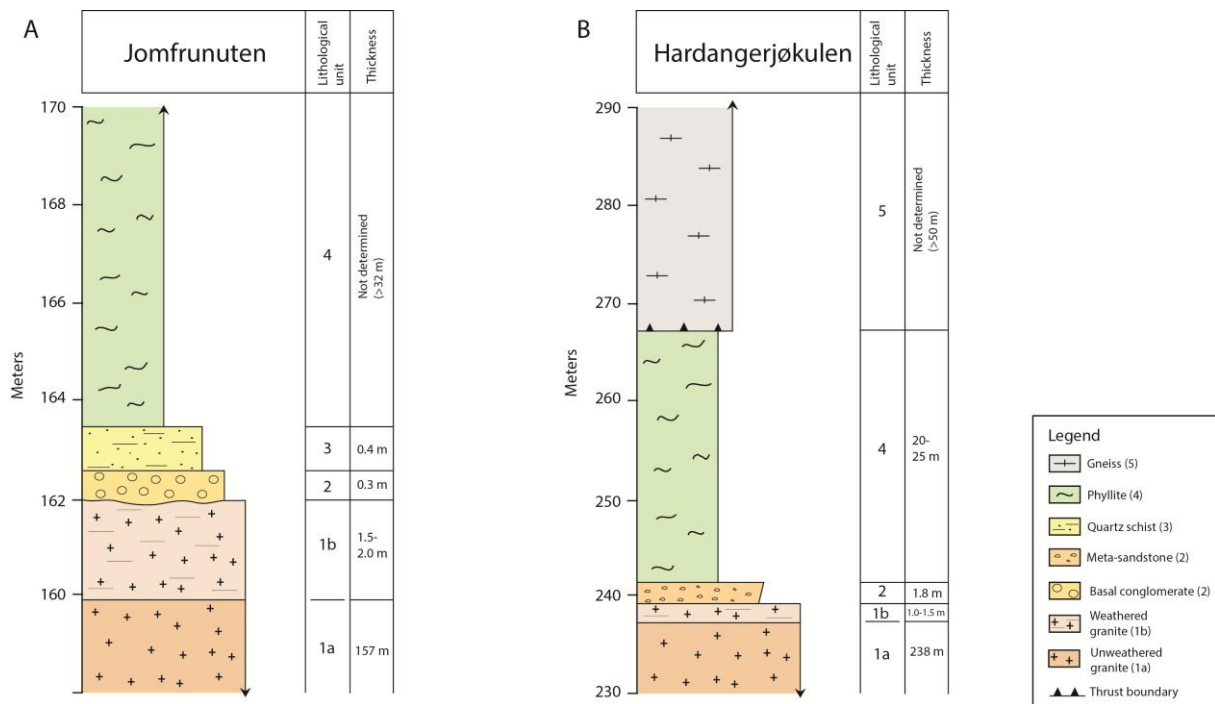 A
Jomfrunuten
Lithological
unit
Thickness
170
168
166
164
162
160
Meters
4
Not determined
(>32 m)
3
0.4 m
2
0.3 m
1b
1.5-
2.0 m
1a
157 m
B
Hardangerjøkulen
Lithological
unit
Thickness
290
280
270
260
250
240
230
Meters
5
Not determined
(>50 m)
4
20-
25 m
2
1.8 m
1b
1.0-1.5 m
1a
238 m
Legend
Gneiss (5)
Phyllite (4)
Quartz schist (3)
Meta-sandstone (2)
Basal conglomerate (2)
Weathered
granite (1b)
Unweathered
granite (1a)
Thrust boundary